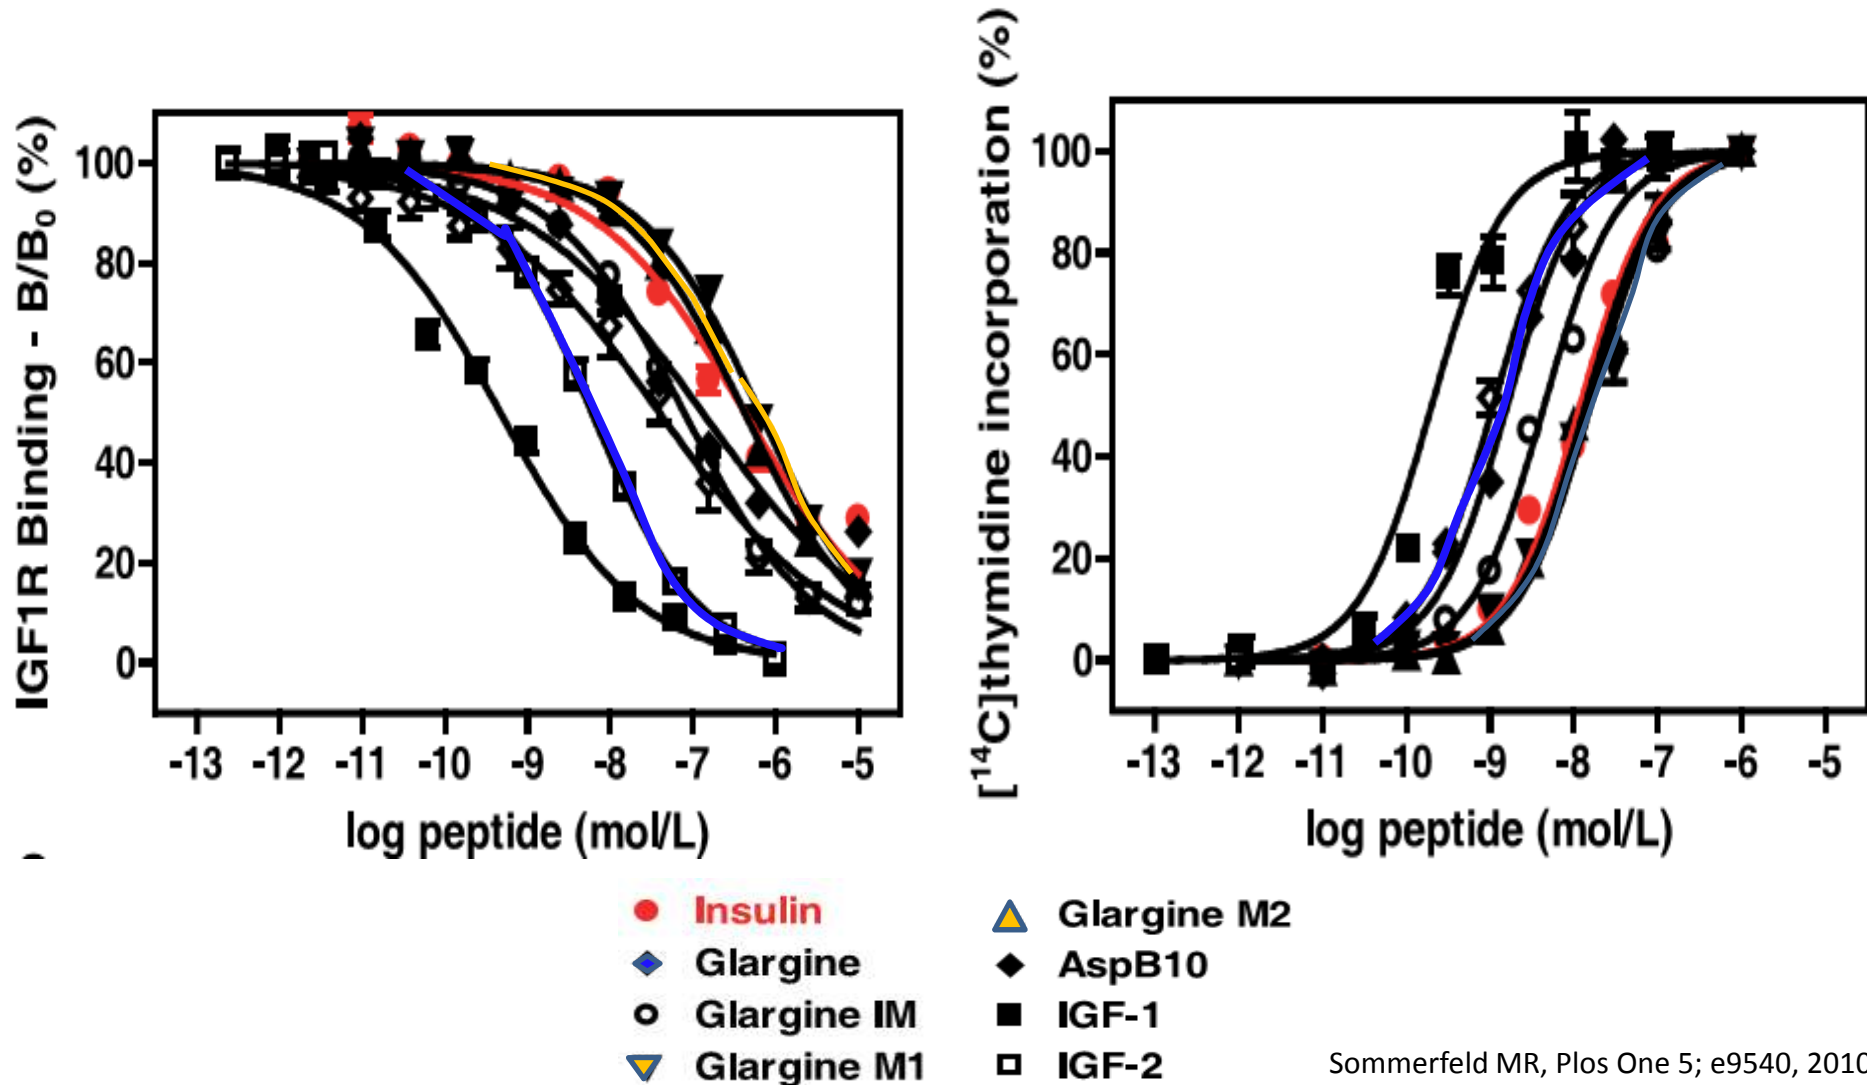 IGF1R Binding - B/B₀ (%)
100
80
60
40
20
0
-13 -12 -11 -10 -9 -8 -7 -6 -5
log peptide (mol/L)
[¹⁴C]thymidine incorporation (%)
100
80
60
40
20
0
-13 -12 -11 -10 -9 -8 -7 -6 -5
log peptide (mol/L)
Insulin
Glargine
Glargine IM
Glargine M1
Glargine M2
AspB10
IGF-1
IGF-2
Sommerfeld MR, Plos One 5; e9540, 2010